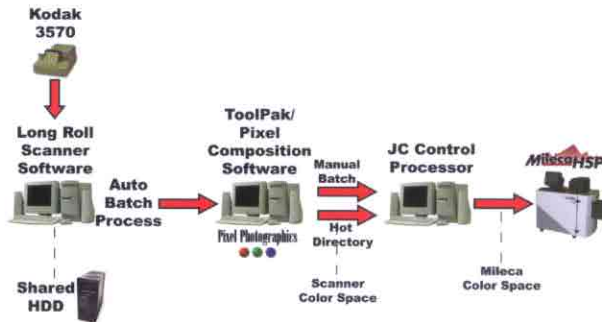 Kodak
3570
Long Roll
Scanner
Software
Auto
Batch
Process
Shared
HDD
ToolPak/
Pixel
Composition
Software
Pixel Photographics
Manual
Batch
Hot
Directory
Scanner
Color Space
JC Control
Processor
Mileca HSP
Mileca
Color Space